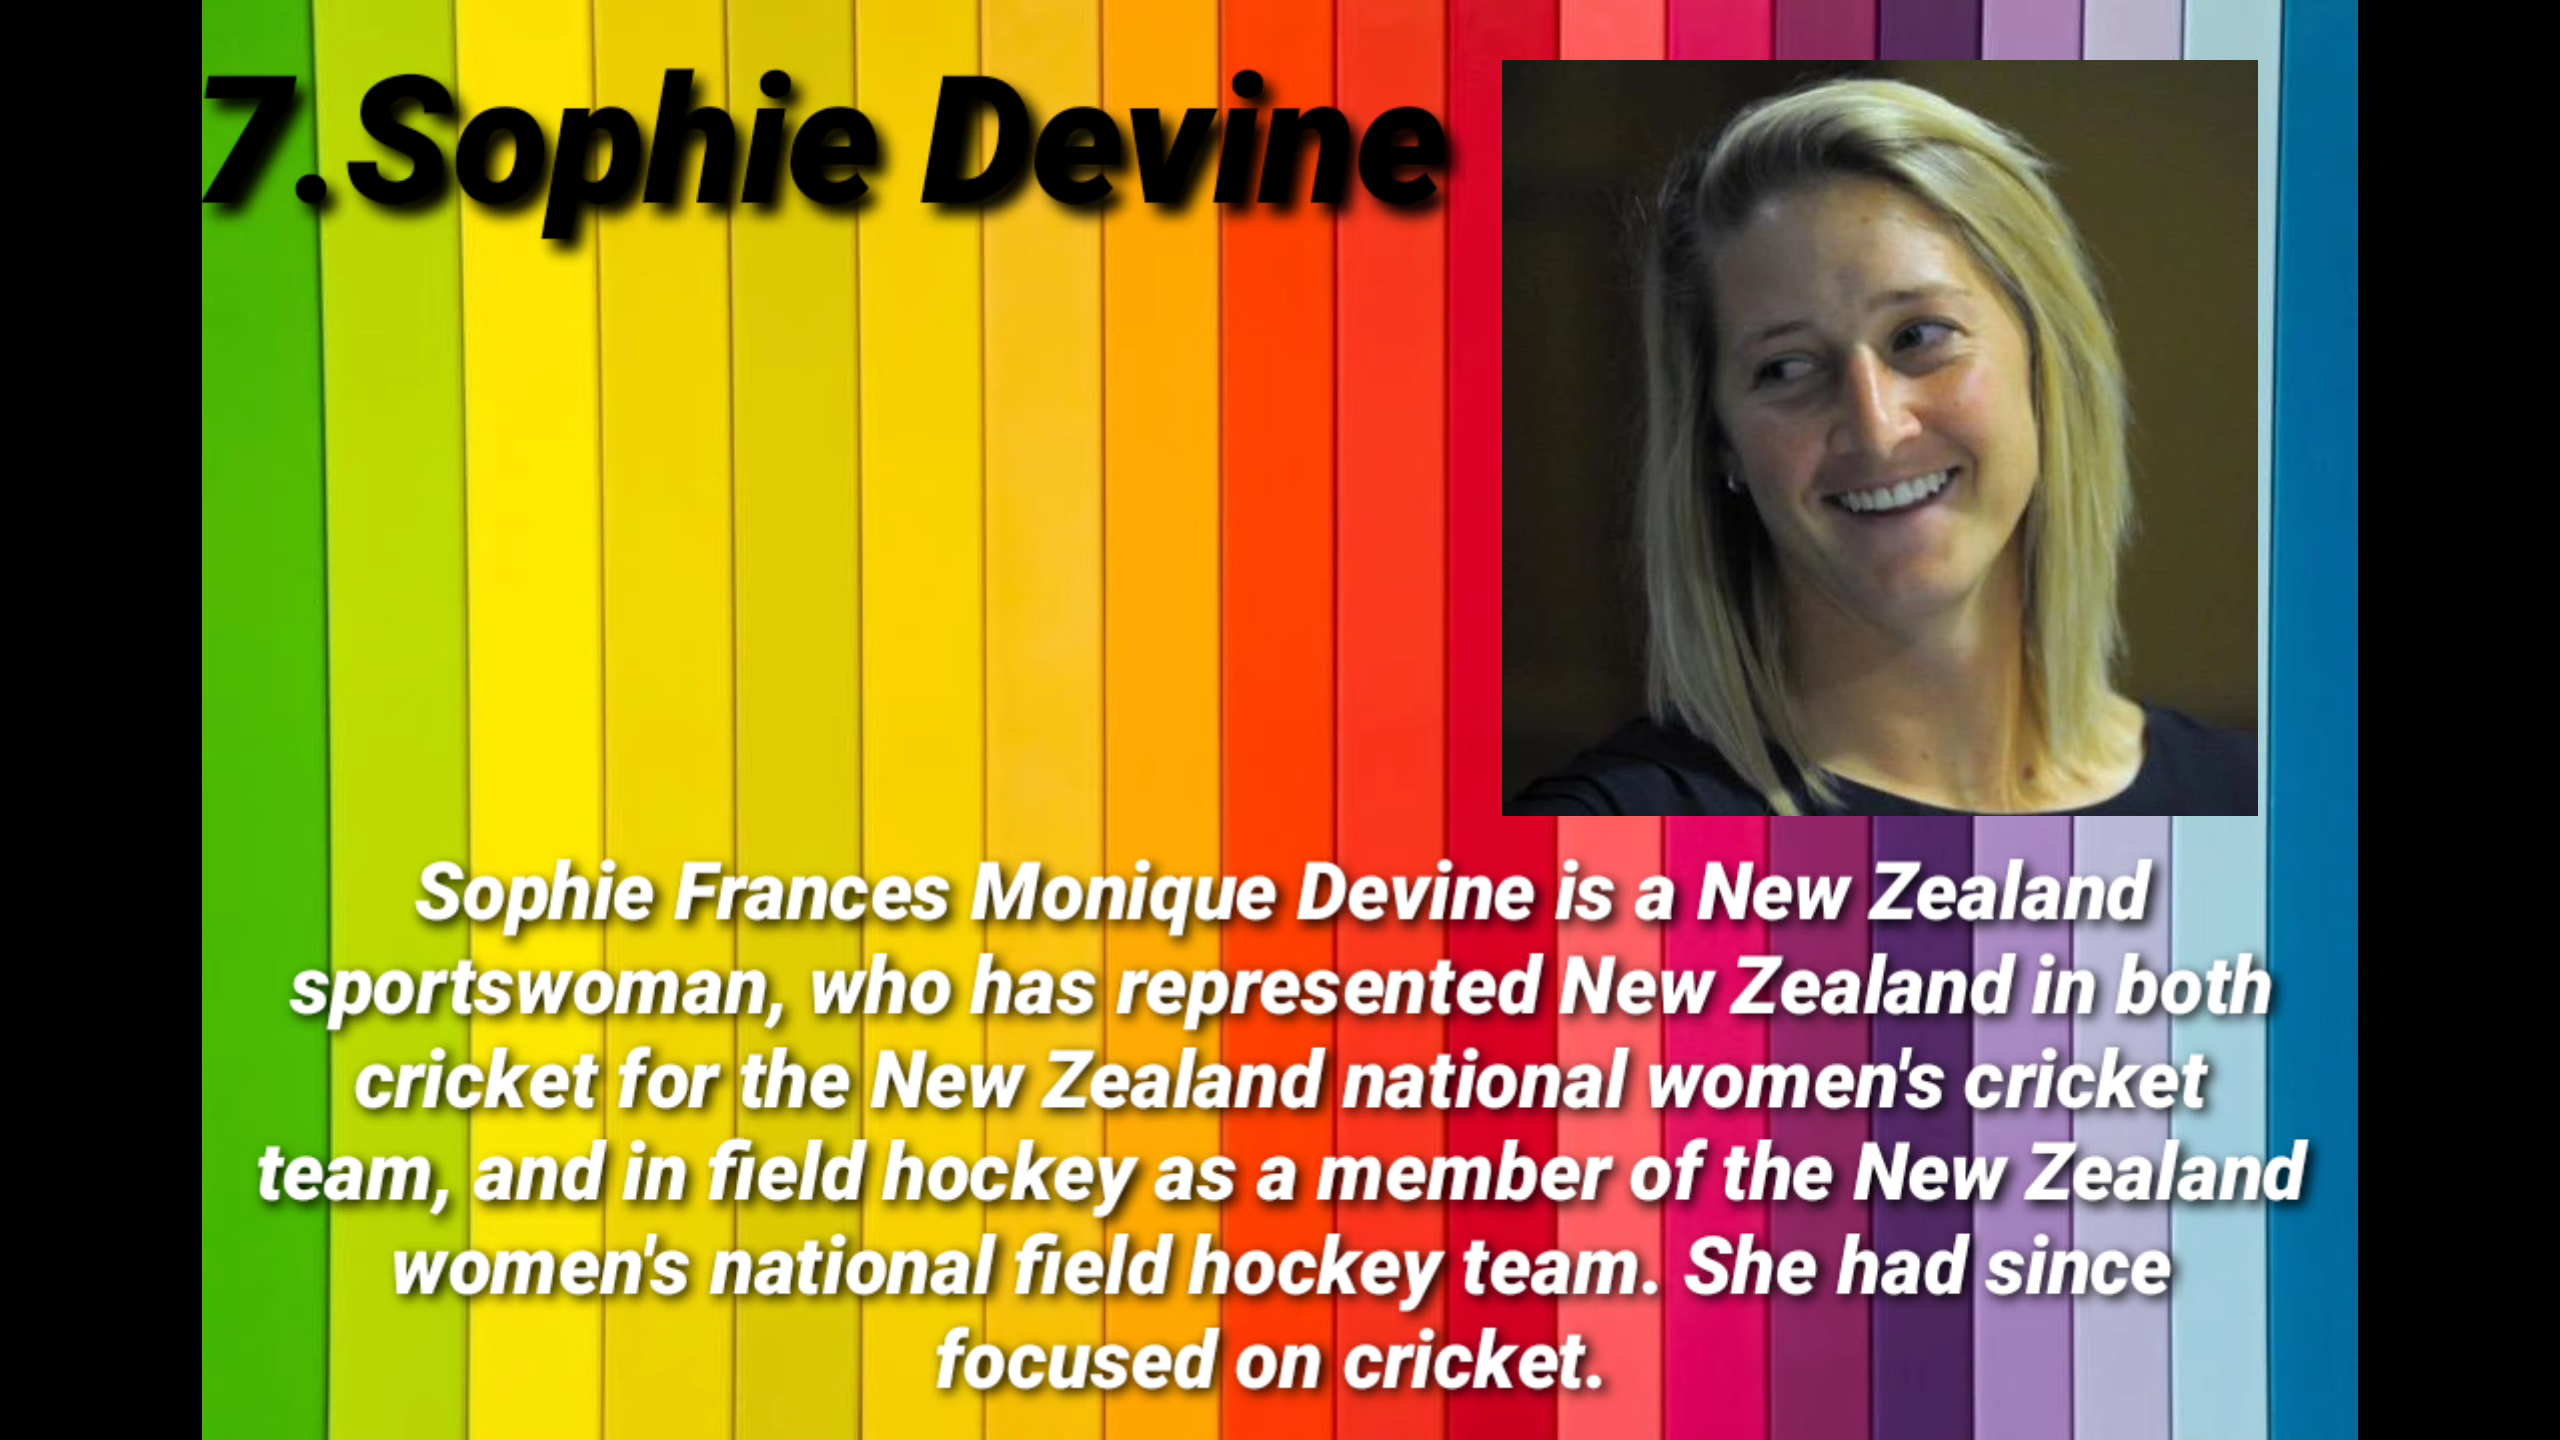 7.Sophie Devine
Sophie Frances Monique Devine is a New Zealand
sportswoman, who has represented New Zealand in both
cricket for the New Zealand national women's cricket
team, and in field hockey as a member of the New Zealand
women's national field hockey team. She had since
focused on cricket.